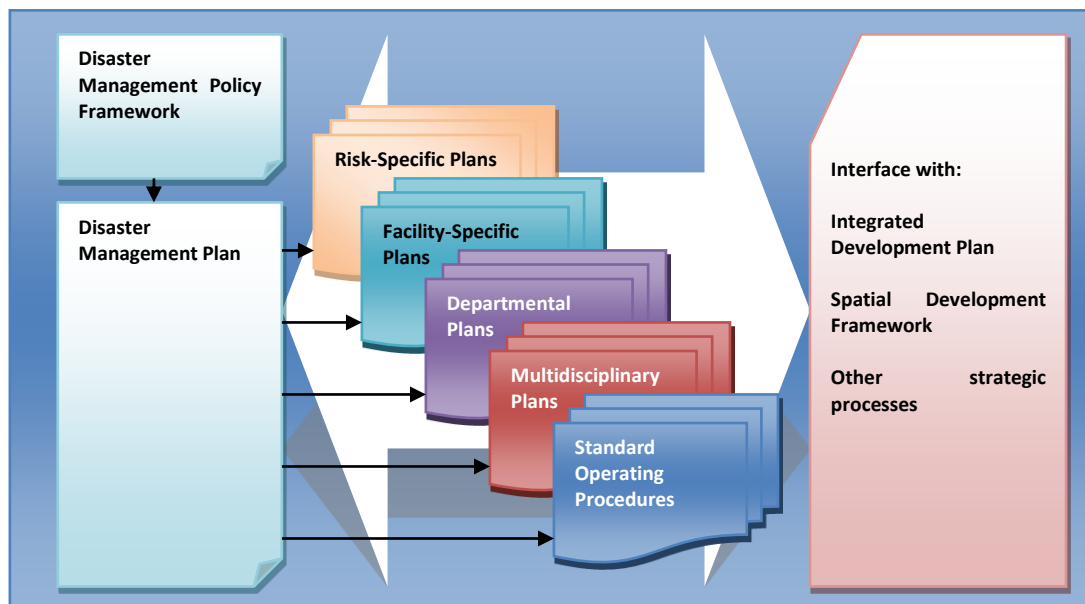 Disaster
Management Policy
Framework
Disaster
Management Plan
Risk-Specific Plans
Facility-Specific
Plans
Departmental
Plans
Multidisciplinary
Plans
Standard
Operating
Procedures
Interface with:
Integrated
Development Plan
Spatial Development
Framework
Other strategic
processes